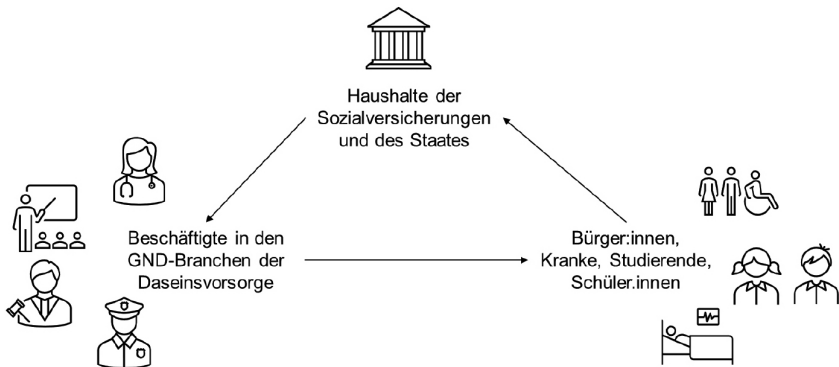 Haushalte der
Sozialversicherungen
und des Staates
Beschäftigte in den
GND-Branchen der
Daseinsvorsorge
Bürger:innen,
Kranke, Studierende,
Schüler.innen